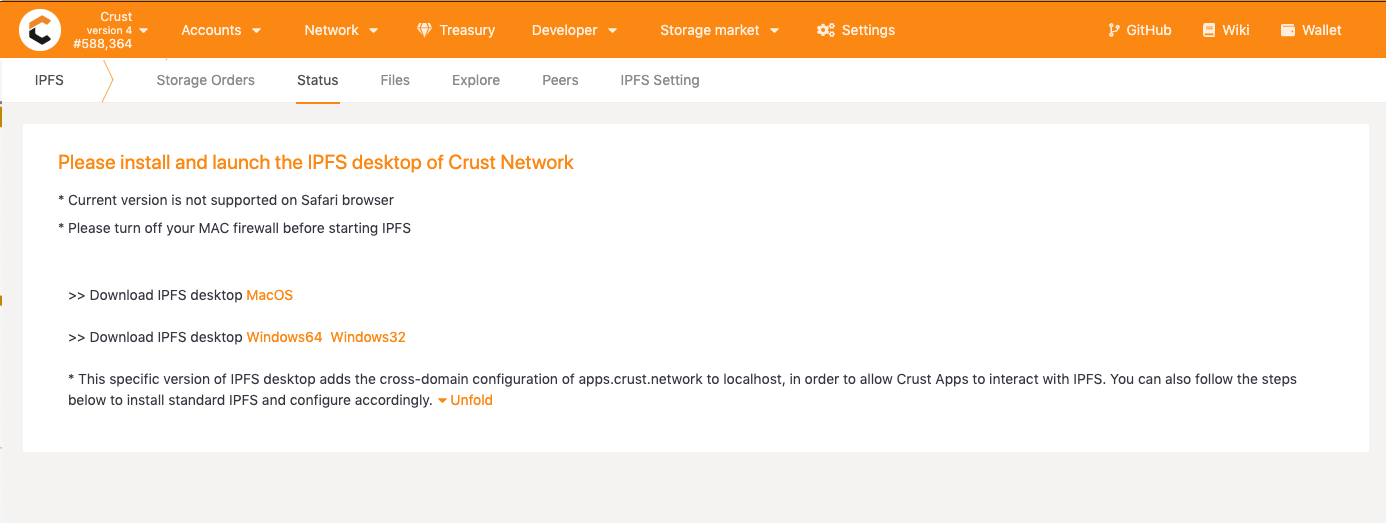 Crust
version 4
#588,364
Accounts Network Treasury Developer Storage market Settings GitHub Wiki Wallet
IPFS Storage Orders Status Files Explore Peers IPFS Setting
Please install and launch the IPFS desktop of Crust Network
* Current version is not supported on Safari browser
* Please turn off your MAC firewall before starting IPFS
>> Download IPFS desktop MacOS
>> Download IPFS desktop Windows64 Windows32
* This specific version of IPFS desktop adds the cross-domain configuration of apps.crust.network to localhost, in order to allow Crust Apps to interact with IPFS. You can also follow the steps
below to install standard IPFS and configure accordingly. Unfold